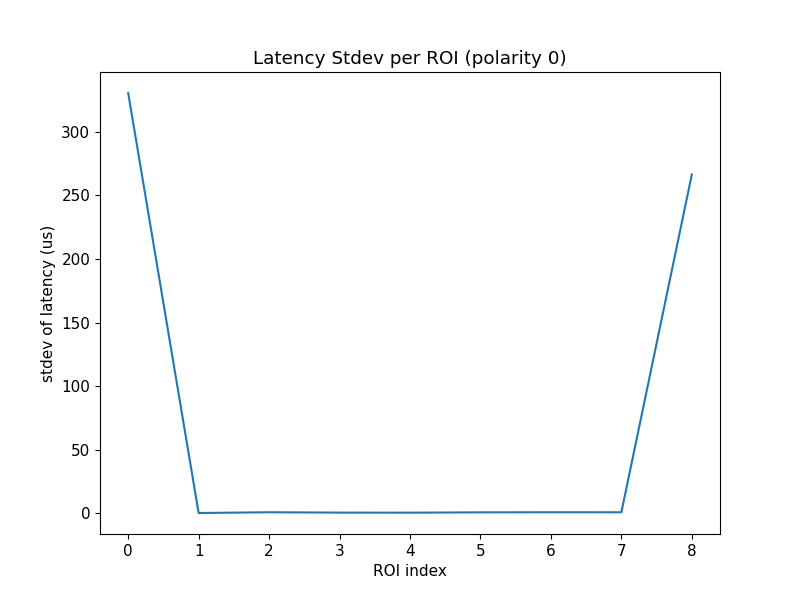 Latency Stdev per ROI (polarity 0)
stdev of latency (us)
300
250
200
150
100
50
0
0 1 2 3 4 5 6 7 8
ROI index